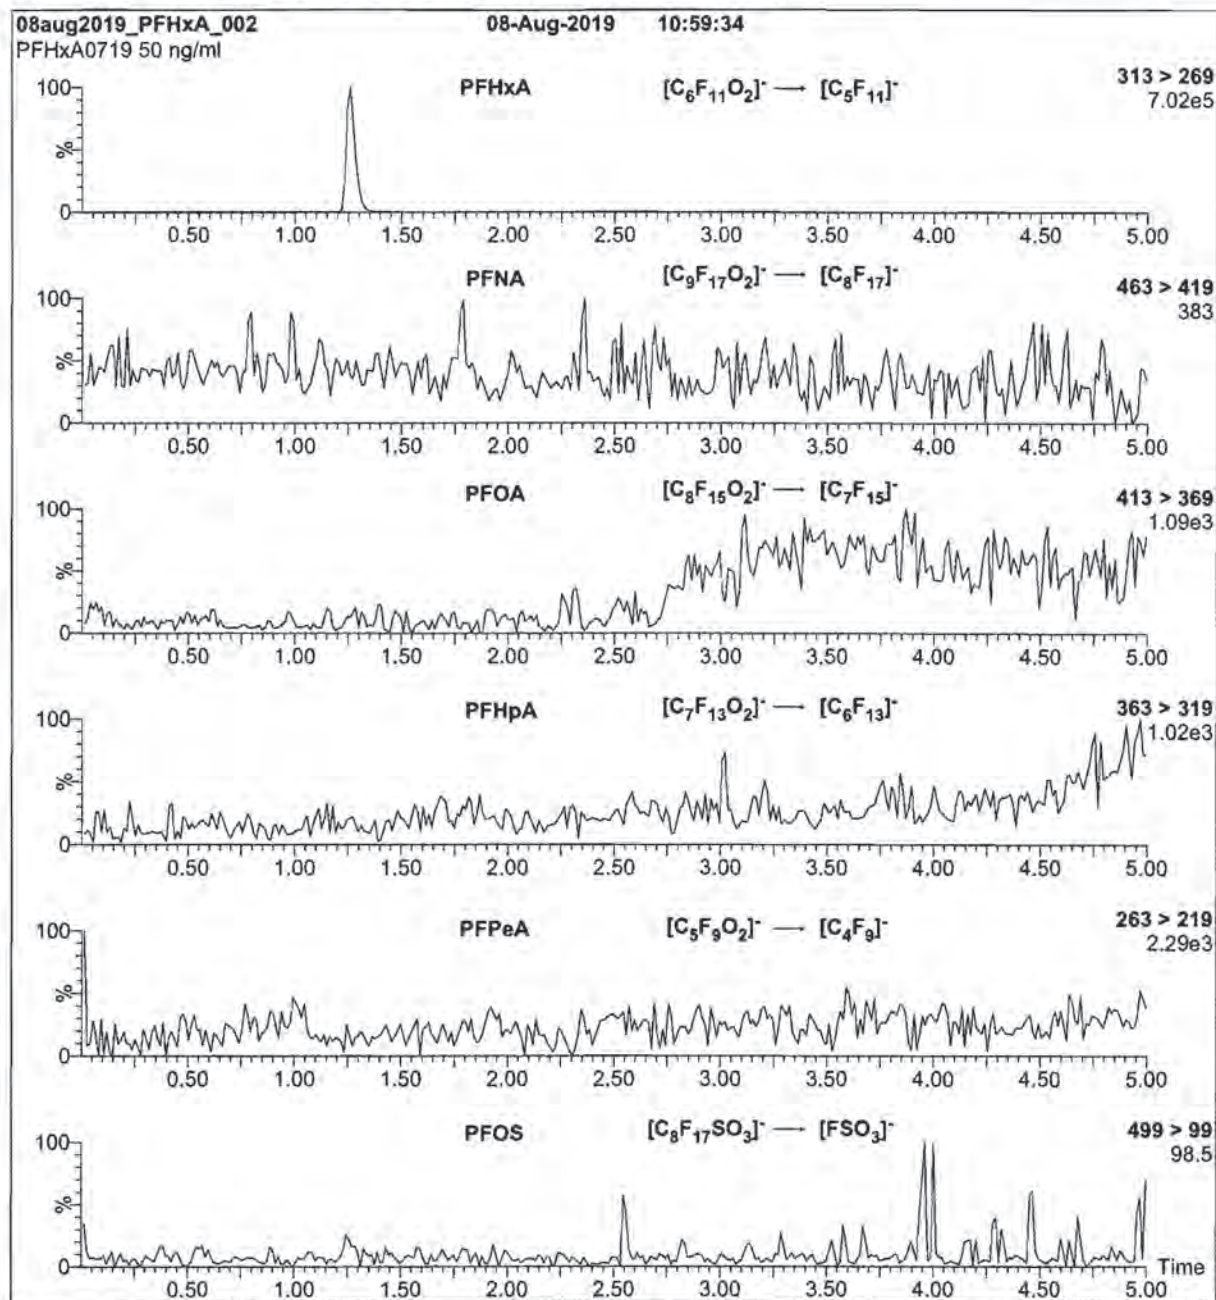 08aug2019_PFHxA_002 08-Aug-2019 10:59:34
PFHxA0719 50 ng/ml
PFHxA [C₆F₁₁O₂]⁻ → [C₅F₁₁]⁻ 313 > 269
7.02e5
100
%
0
0.50 1.00 1.50 2.00 2.50 3.00 3.50 4.00 4.50 5.00
PFNA [C₉F₁₇O₂]⁻ → [C₈F₁₇]⁻ 463 > 419
383
100
%
0
0.50 1.00 1.50 2.00 2.50 3.00 3.50 4.00 4.50 5.00
PFOA [C₈F₁₅O₂]⁻ → [C₇F₁₅]⁻ 413 > 369
1.09e3
100
%
0
0.50 1.00 1.50 2.00 2.50 3.00 3.50 4.00 4.50 5.00
PFHpA [C₇F₁₃O₂]⁻ → [C₆F₁₃]⁻ 363 > 319
1.02e3
100
%
0
0.50 1.00 1.50 2.00 2.50 3.00 3.50 4.00 4.50 5.00
PFPeA [C₅F₉O₂]⁻ → [C₄F₉]⁻ 263 > 219
2.29e3
100
%
0
0.50 1.00 1.50 2.00 2.50 3.00 3.50 4.00 4.50 5.00
PFOS [C₈F₁₇SO₃]⁻ → [FSO₃]⁻ 499 > 99
98.5
100
%
0
Time
0.50 1.00 1.50 2.00 2.50 3.00 3.50 4.00 4.50 5.00